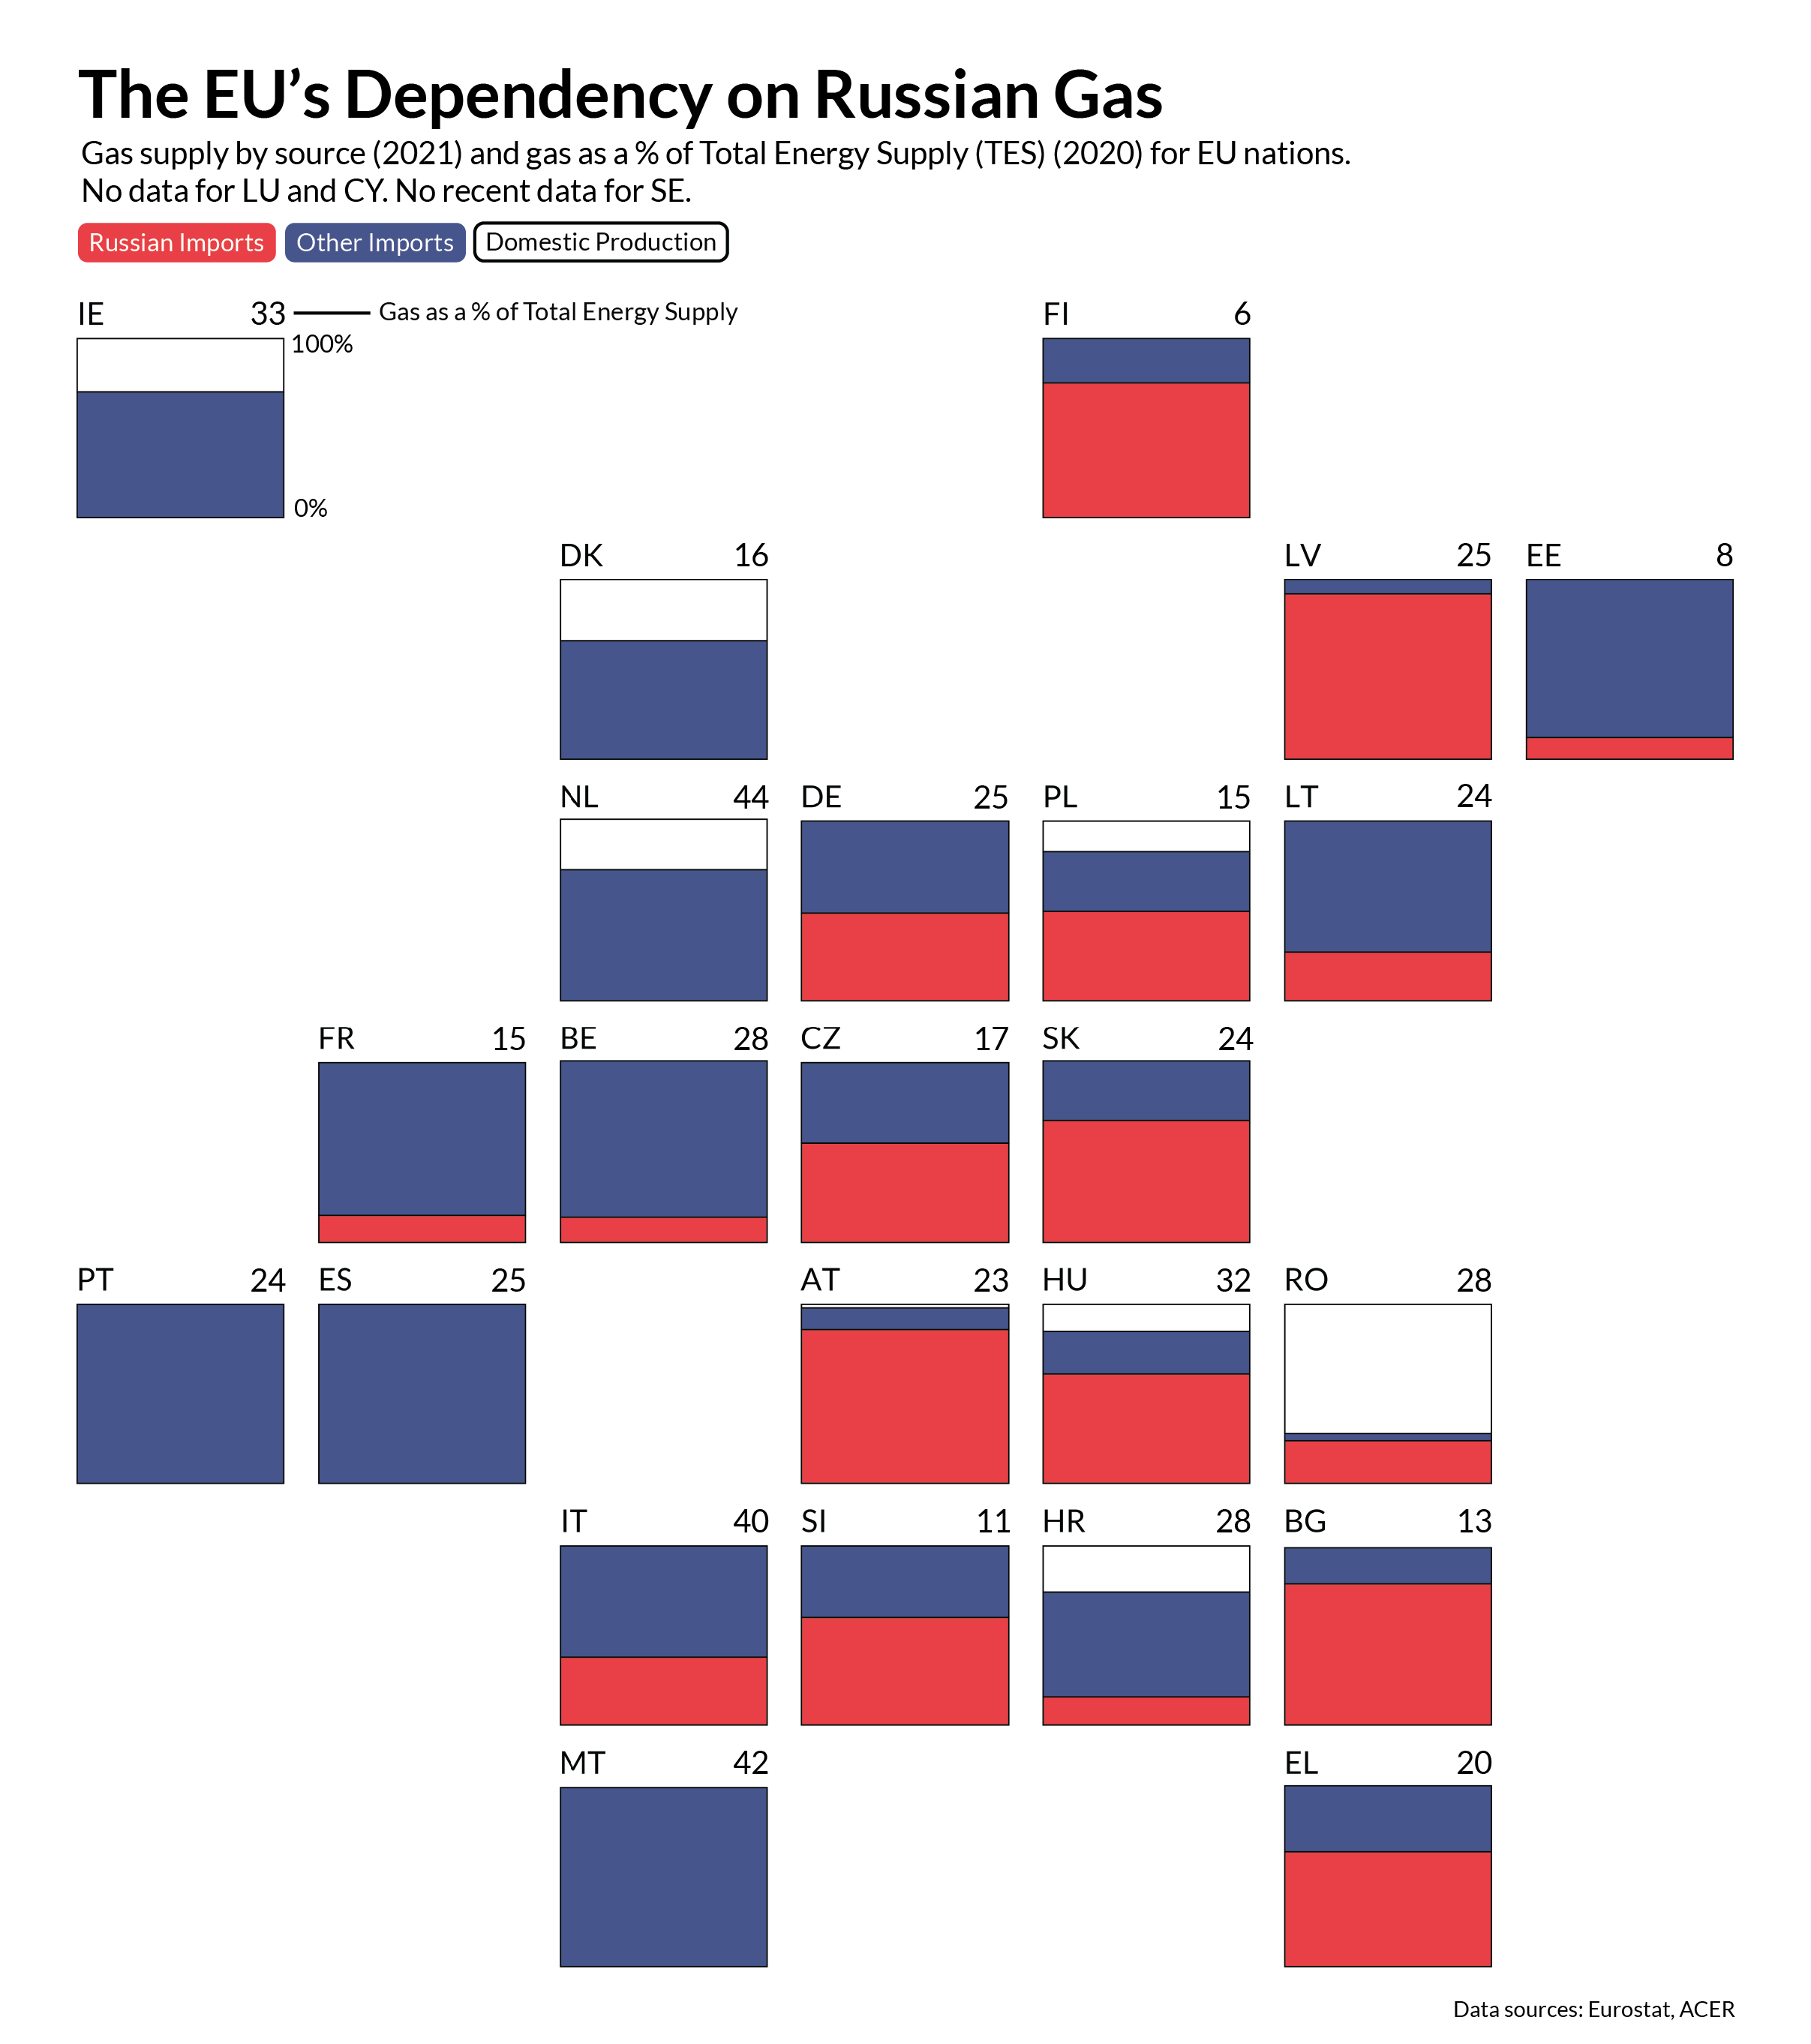 The EU’s Dependency on Russian Gas
Gas supply by source (2021) and gas as a % of Total Energy Supply (TES) (2020) for EU nations.
No data for LU and CY. No recent data for SE.
Russian Imports Other Imports Domestic Production
IE 33 Gas as a % of Total Energy Supply FI 6
100%
0%
DK 16 LV 25 EE 8
NL 44 DE 25 PL 15 LT 24
FR 15 BE 28 CZ 17 SK 24
PT 24 ES 25 AT 23 HU 32 RO 28
IT 40 SI 11 HR 28 BG 13
MT 42 EL 20
Data sources: Eurostat, ACER